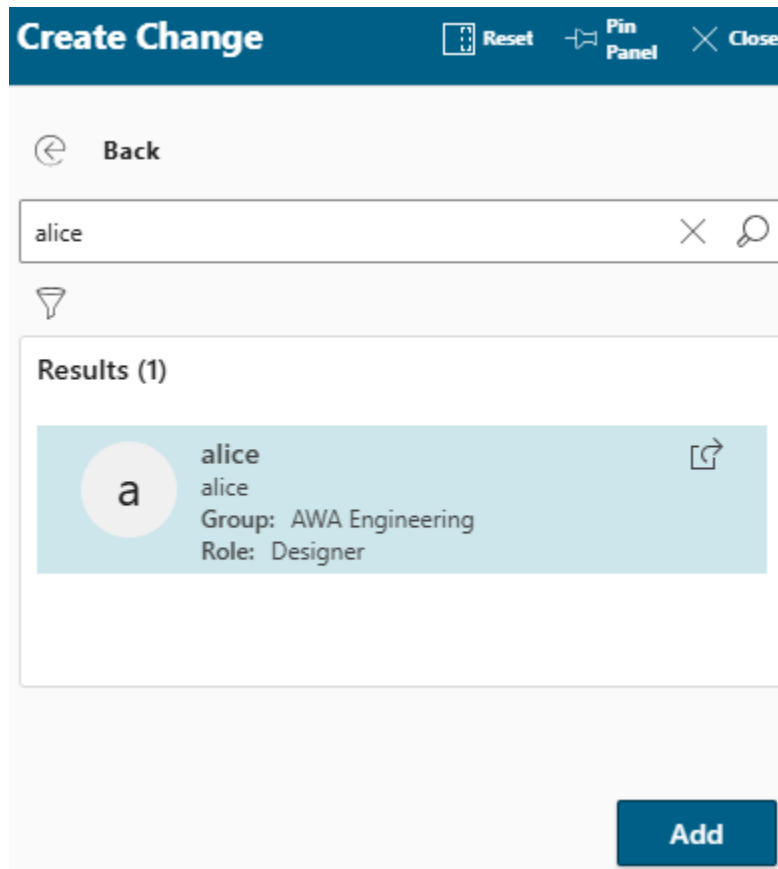 Create Change
Reset
Pin
Panel
Close
Back
alice
Results (1)
a
alice
alice
Group: AWA Engineering
Role: Designer
Add